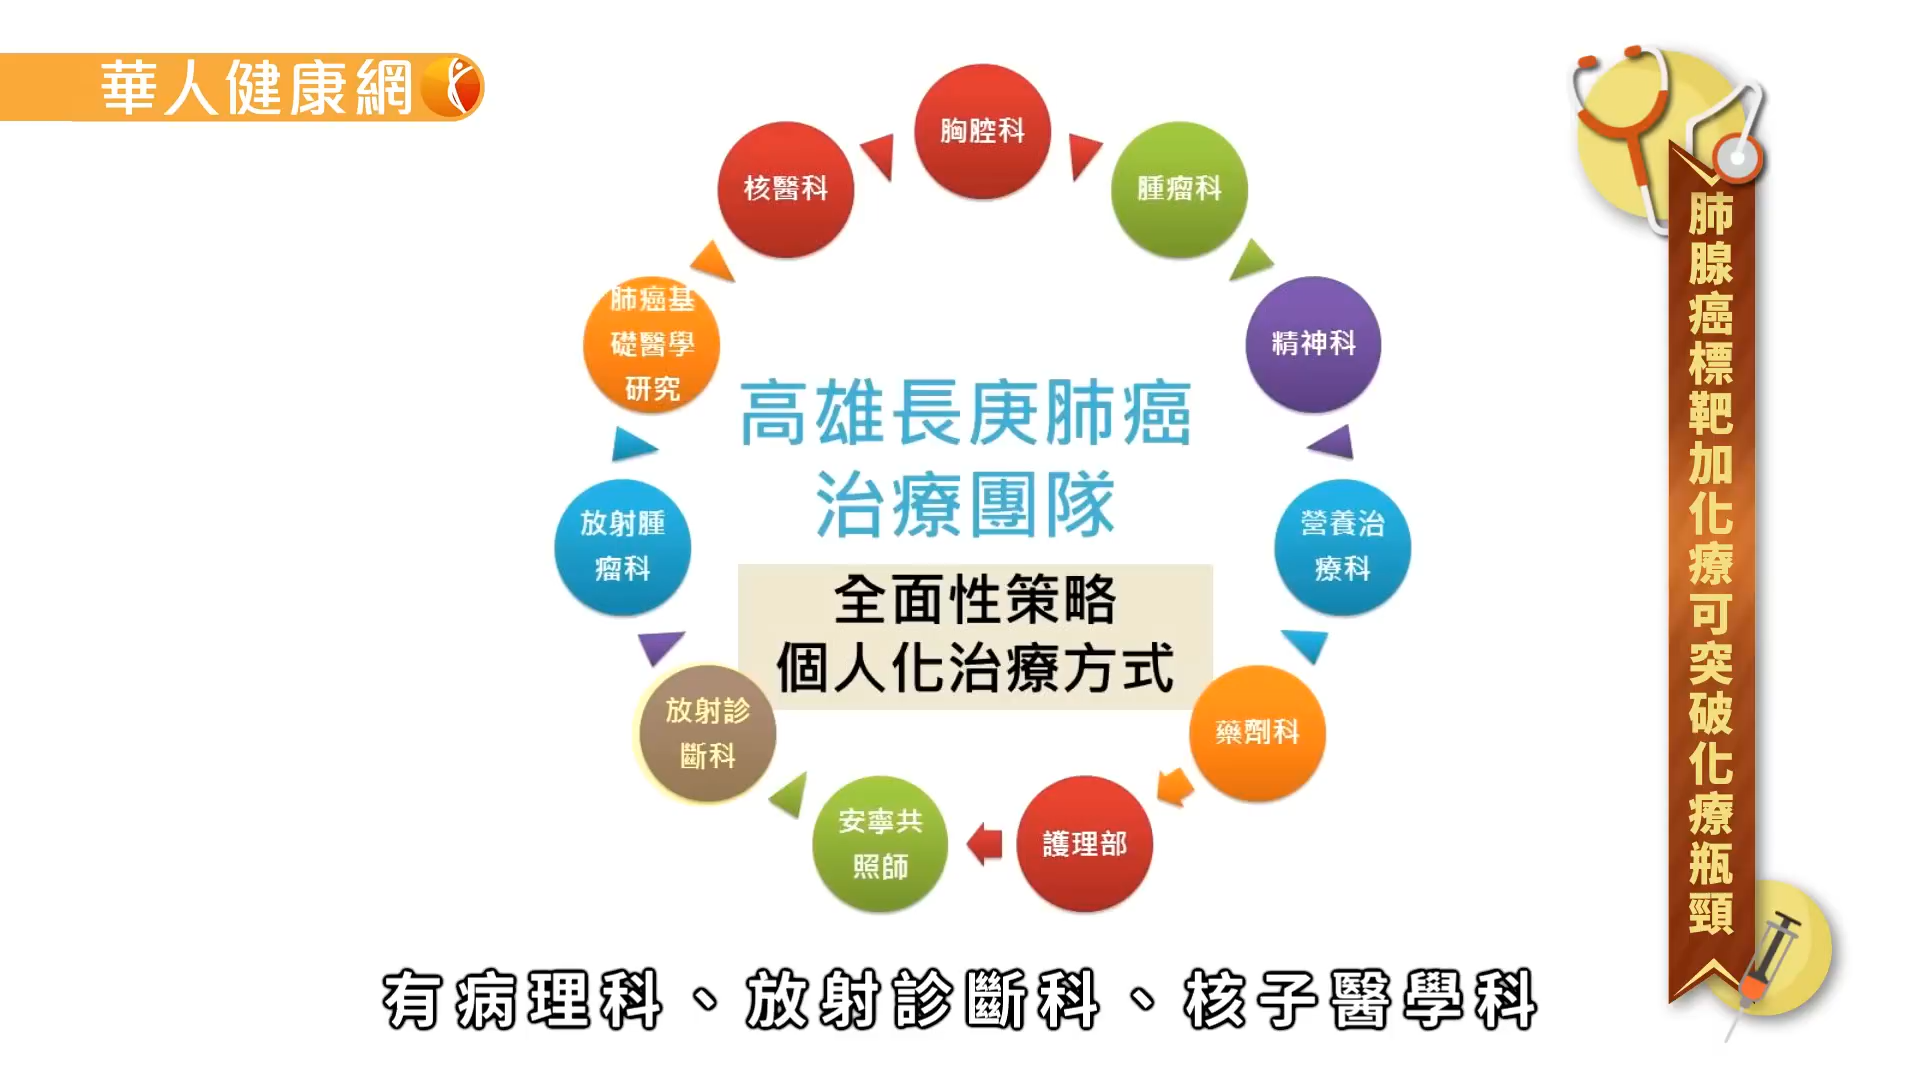 華人健康網
胸腔科
腫瘤科
精神科
營養治
療科
藥劑科
護理部
安寧共
照師
放射診
斷科
放射腫
瘤科
肺癌基
礎醫學
研究
核醫科
高雄長庚肺癌
治療團隊
全面性策略
個人化治療方式
肺腺癌標靶加化療可突破化療瓶頸
有病理科、放射診斷科、核子醫學科